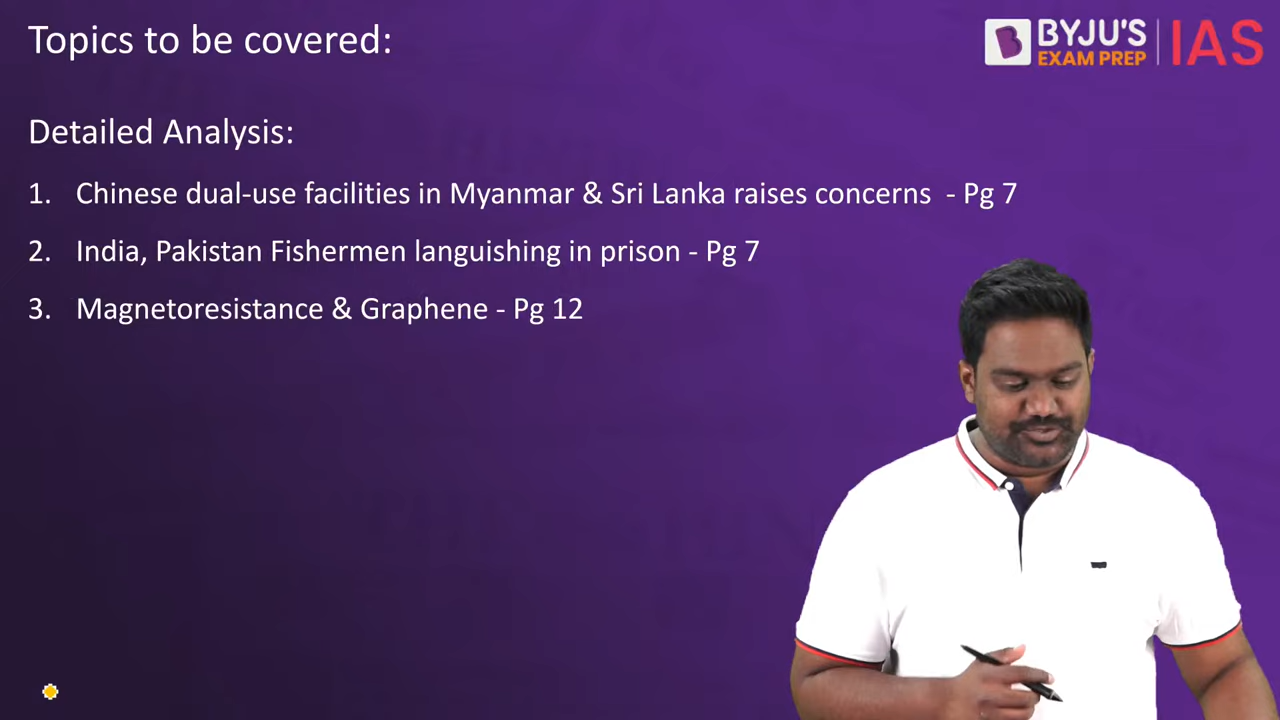 Topics to be covered:
BYJU'S
EXAM PREP
IAS
Detailed Analysis:
1. Chinese dual-use facilities in Myanmar & Sri Lanka raises concerns - Pg 7
2. India, Pakistan Fishermen languishing in prison - Pg 7
3. Magnetoresistance & Graphene - Pg 12